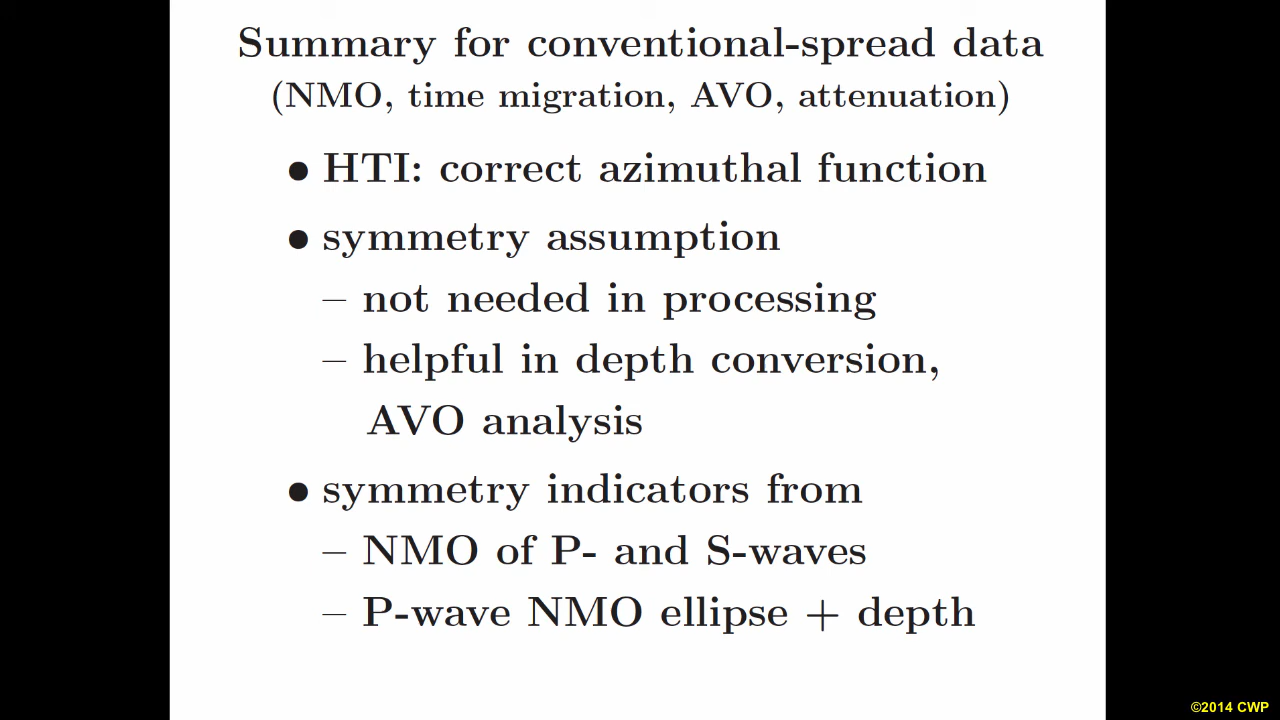 Summary for conventional-spread data
(NMO, time migration, AVO, attenuation)
• HTI: correct azimuthal function
• symmetry assumption
– not needed in processing
– helpful in depth conversion,
AVO analysis
• symmetry indicators from
– NMO of P- and S-waves
– P-wave NMO ellipse + depth
©2014 CWP